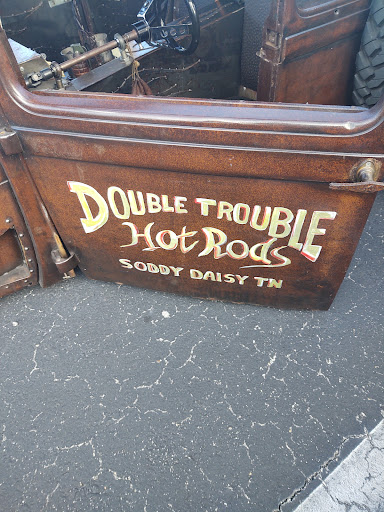 DOUBLE TROUBLE
Hot Rods
SODDY DAISY TN